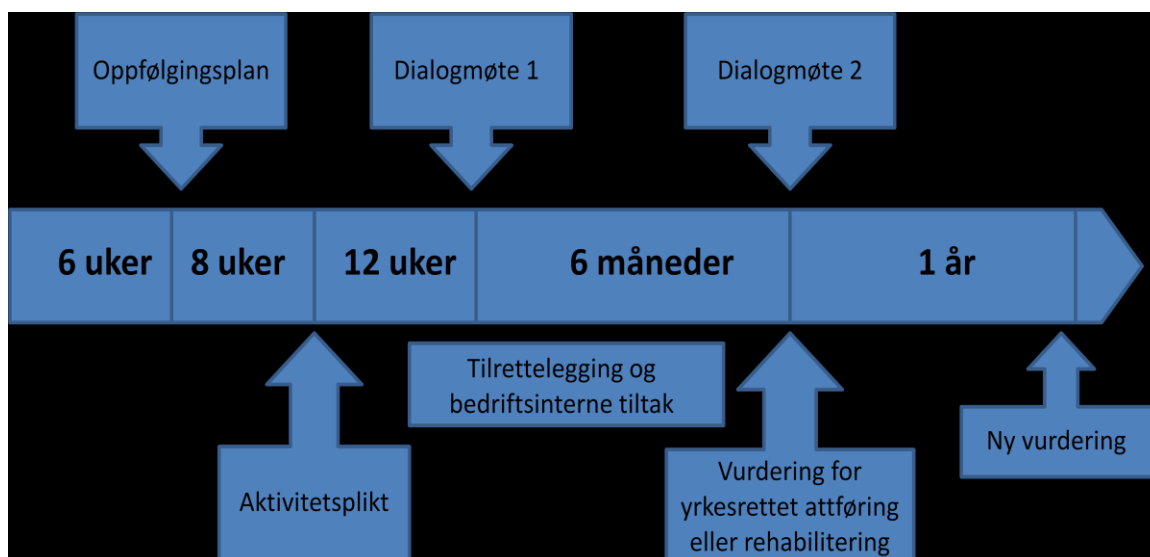 Oppfølgingsplan
Dialogmøte 1
Dialogmøte 2
6 uker
8 uker
12 uker
6 måneder
1 år
Tilrettelegging og
bedriftsinterne tiltak
Ny vurdering
Aktivitetsplikt
Vurdering for
yrkesrettet attføring
eller rehabilitering